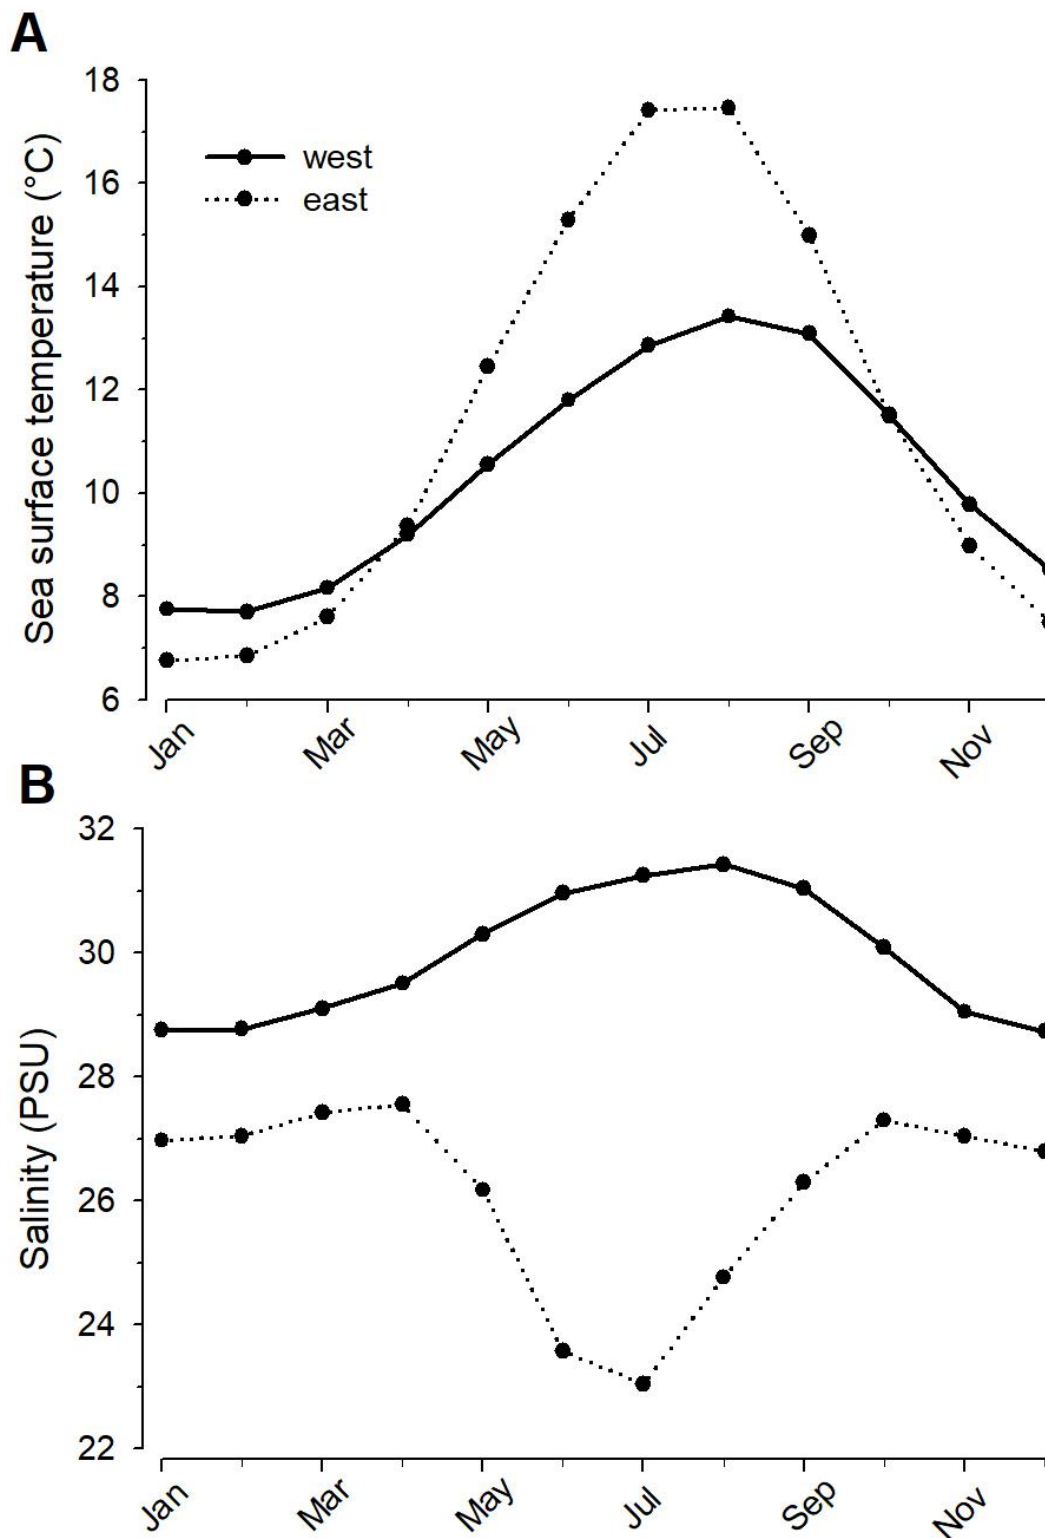 A
Sea surface temperature (°C)
18
16
14
12
10
8
6
west
east
Jan
Mar
May
Jul
Sep
Nov
B
Salinity (PSU)
32
30
28
26
24
22
Jan
Mar
May
Jul
Sep
Nov